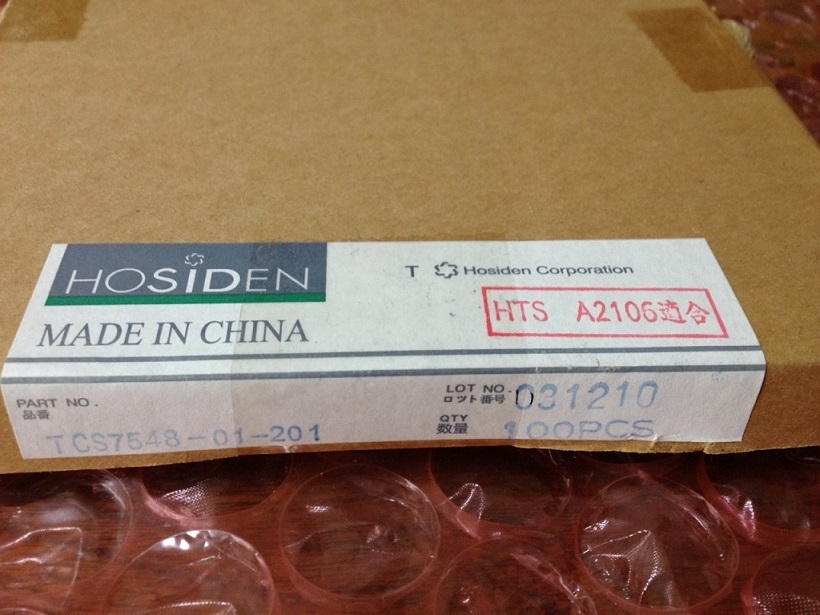 HOSIDEN
T Hosiden Corporation
HTS A2106適合
MADE IN CHINA
PART NO.
品番
TCS7548-01-201
LOT NO.
ロット番号
031210
QTY
数量
100PCS